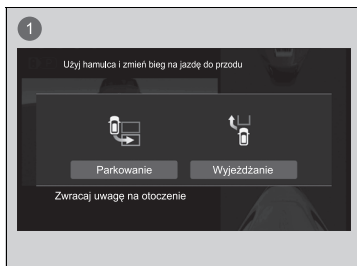 1
Użyj hamulca i zmień bieg na jazdę do przodu
Parkowanie Wyjeżdżanie
Zwracaj uwagę na otoczenie